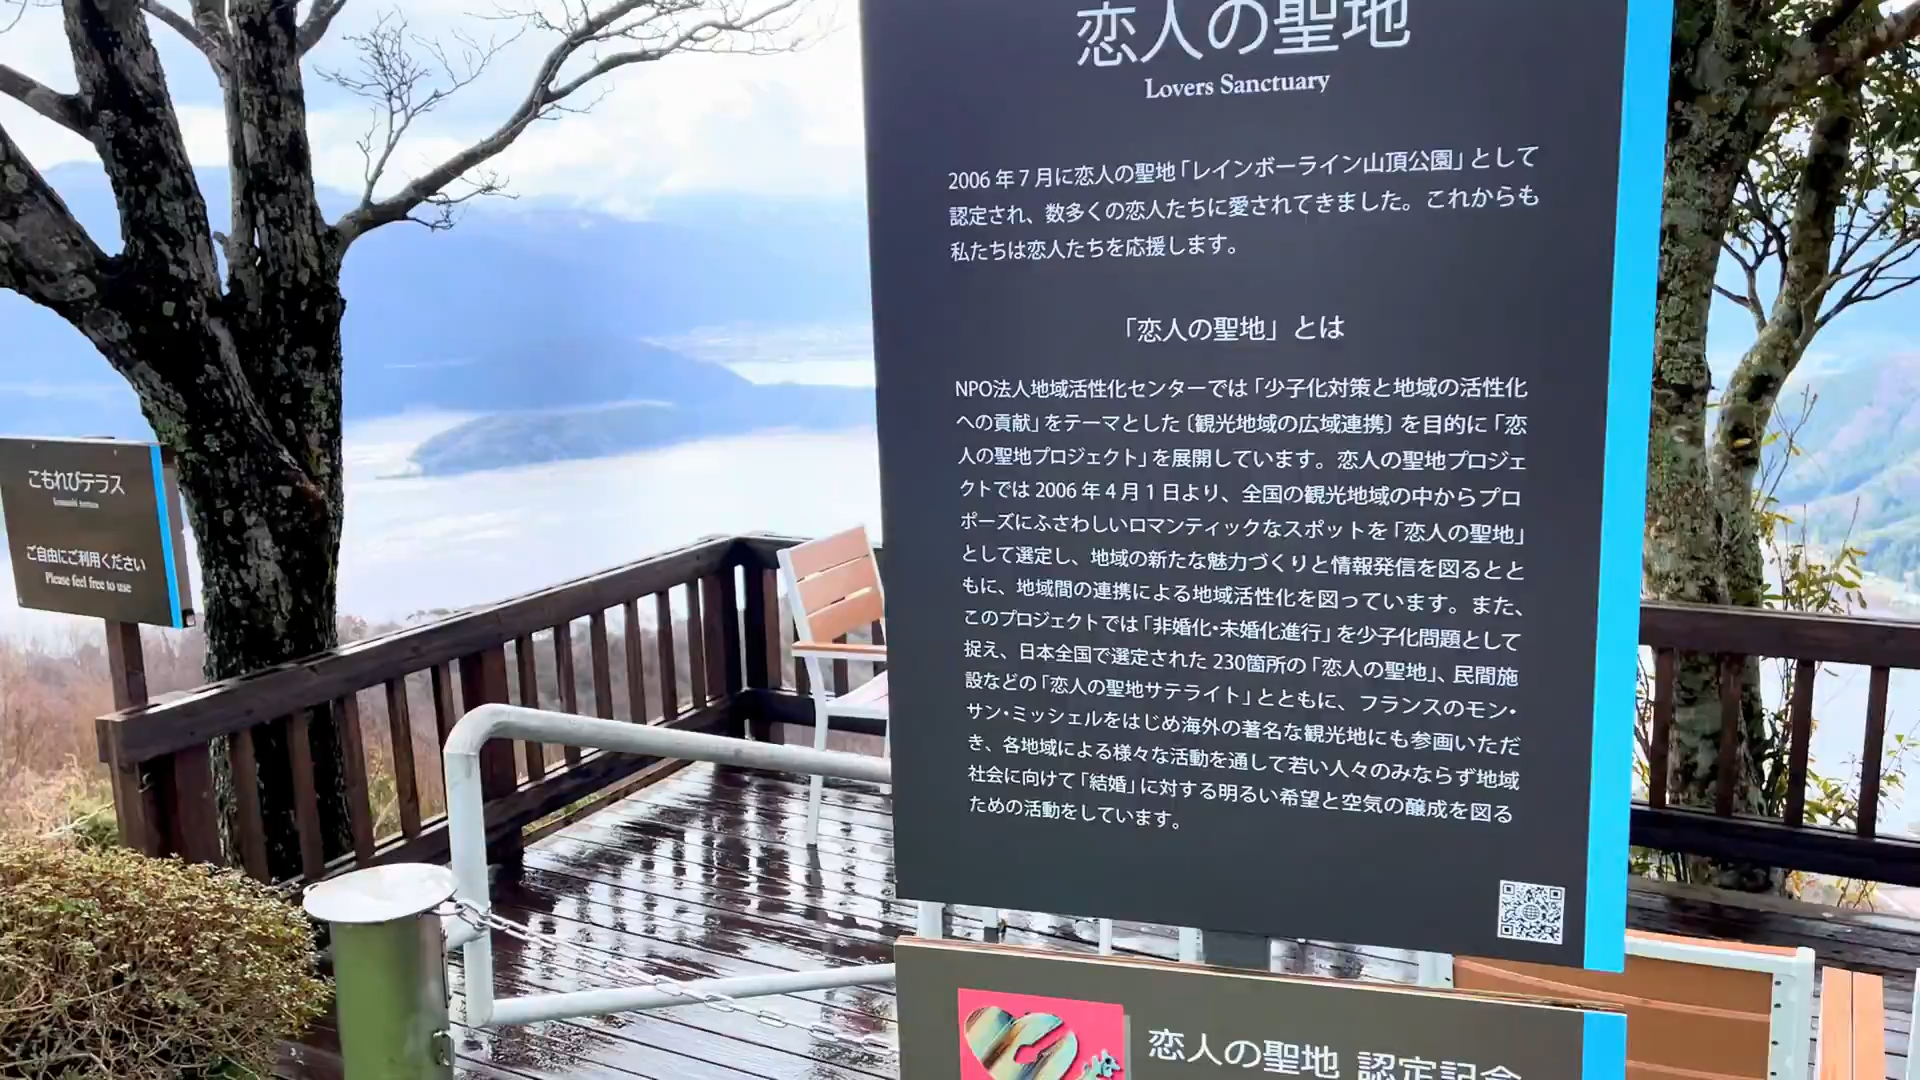 恋人の聖地
Lovers Sanctuary
2006年7月に恋人の聖地「レインボーライン山頂公園」として
認定され、数多くの恋人たちに愛されてきました。これからも
私たちは恋人たちを応援します。
「恋人の聖地」とは
NPO法人地域活性化センターでは「少子化対策と地域の活性化
への貢献」をテーマとした〔観光地域の広域連携〕を目的に「恋
人の聖地プロジェクト」を展開しています。恋人の聖地プロジェ
クトでは2006年4月1日より、全国の観光地域の中からプロ
ポーズにふさわしいロマンティックなスポットを「恋人の聖地」
として選定し、地域の新たな魅力づくりと情報発信を図るとと
もに、地域間の連携による地域活性化を図っています。また、
このプロジェクトでは「非婚化・未婚化進行」を少子化問題として
捉え、日本全国で選定された230箇所の「恋人の聖地」、民間施
設などの「恋人の聖地サテライト」とともに、フランスのモン・
サン・ミッシェルをはじめ海外の著名な観光地にも参画いただ
き、各地域による様々な活動を通して若い人々のみならず地域
社会に向けて「結婚」に対する明るい希望と空気の醸成を図る
ための活動をしています。
こもれびテラス
komorebi terrace
ご自由にご利用ください
Please feel free to use
恋人の聖地 認定記念